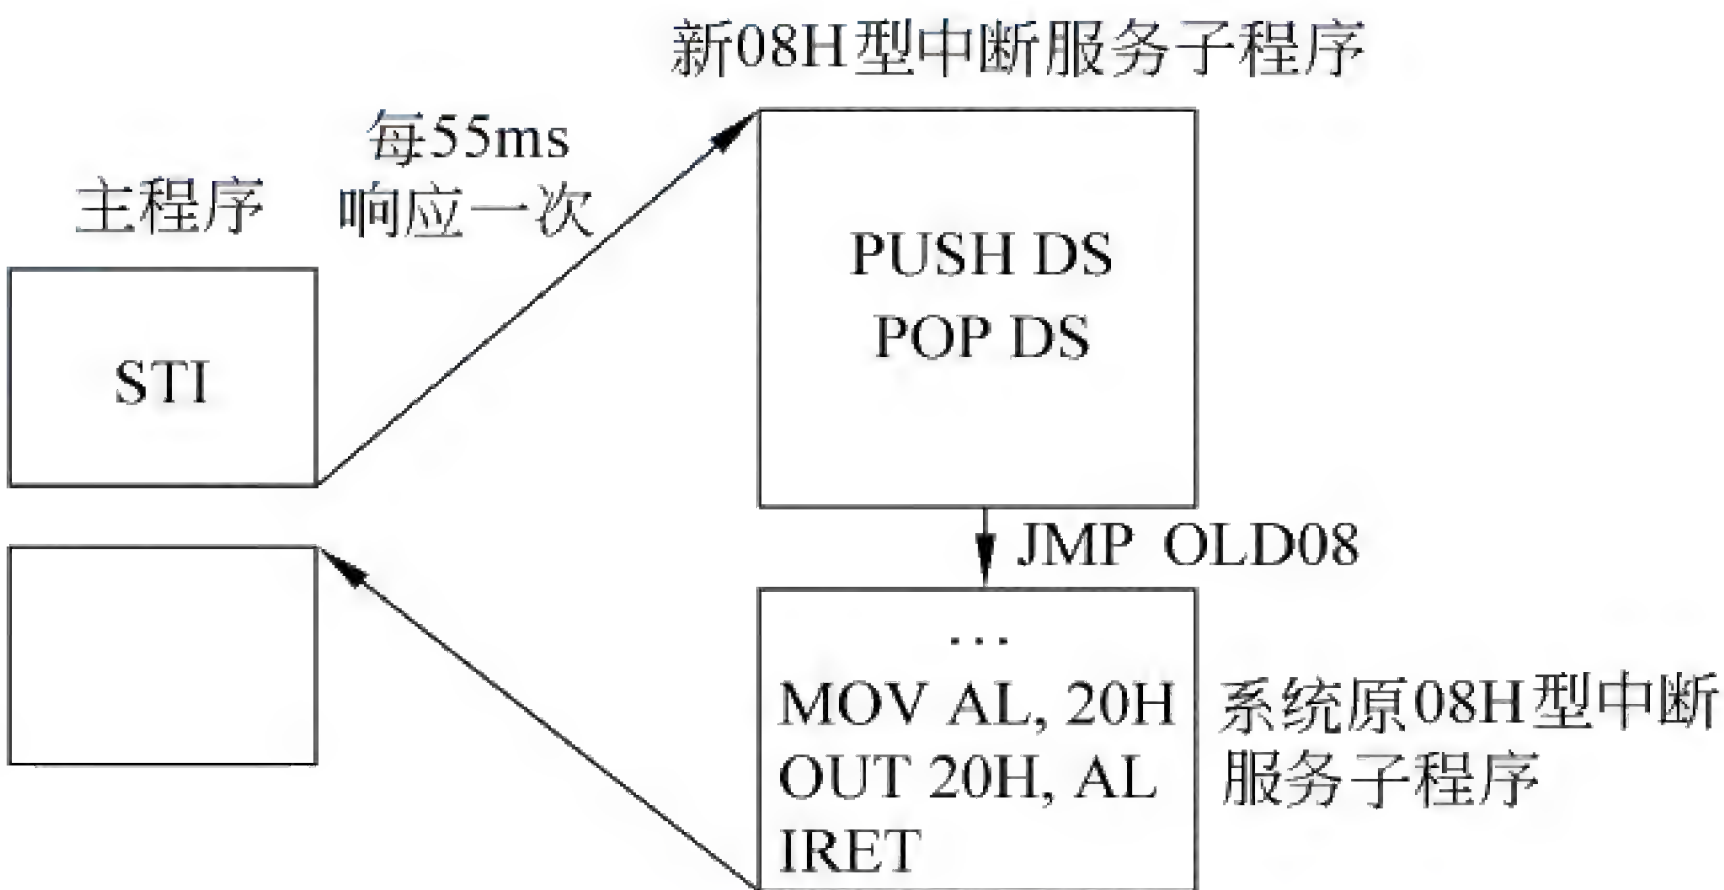 新08H型中断服务子程序
每55ms
响应一次
主程序
STI
PUSH DS
POP DS
JMP OLD08
…
MOV AL, 20H
OUT 20H, AL
IRET
系统原08H型中断
服务子程序